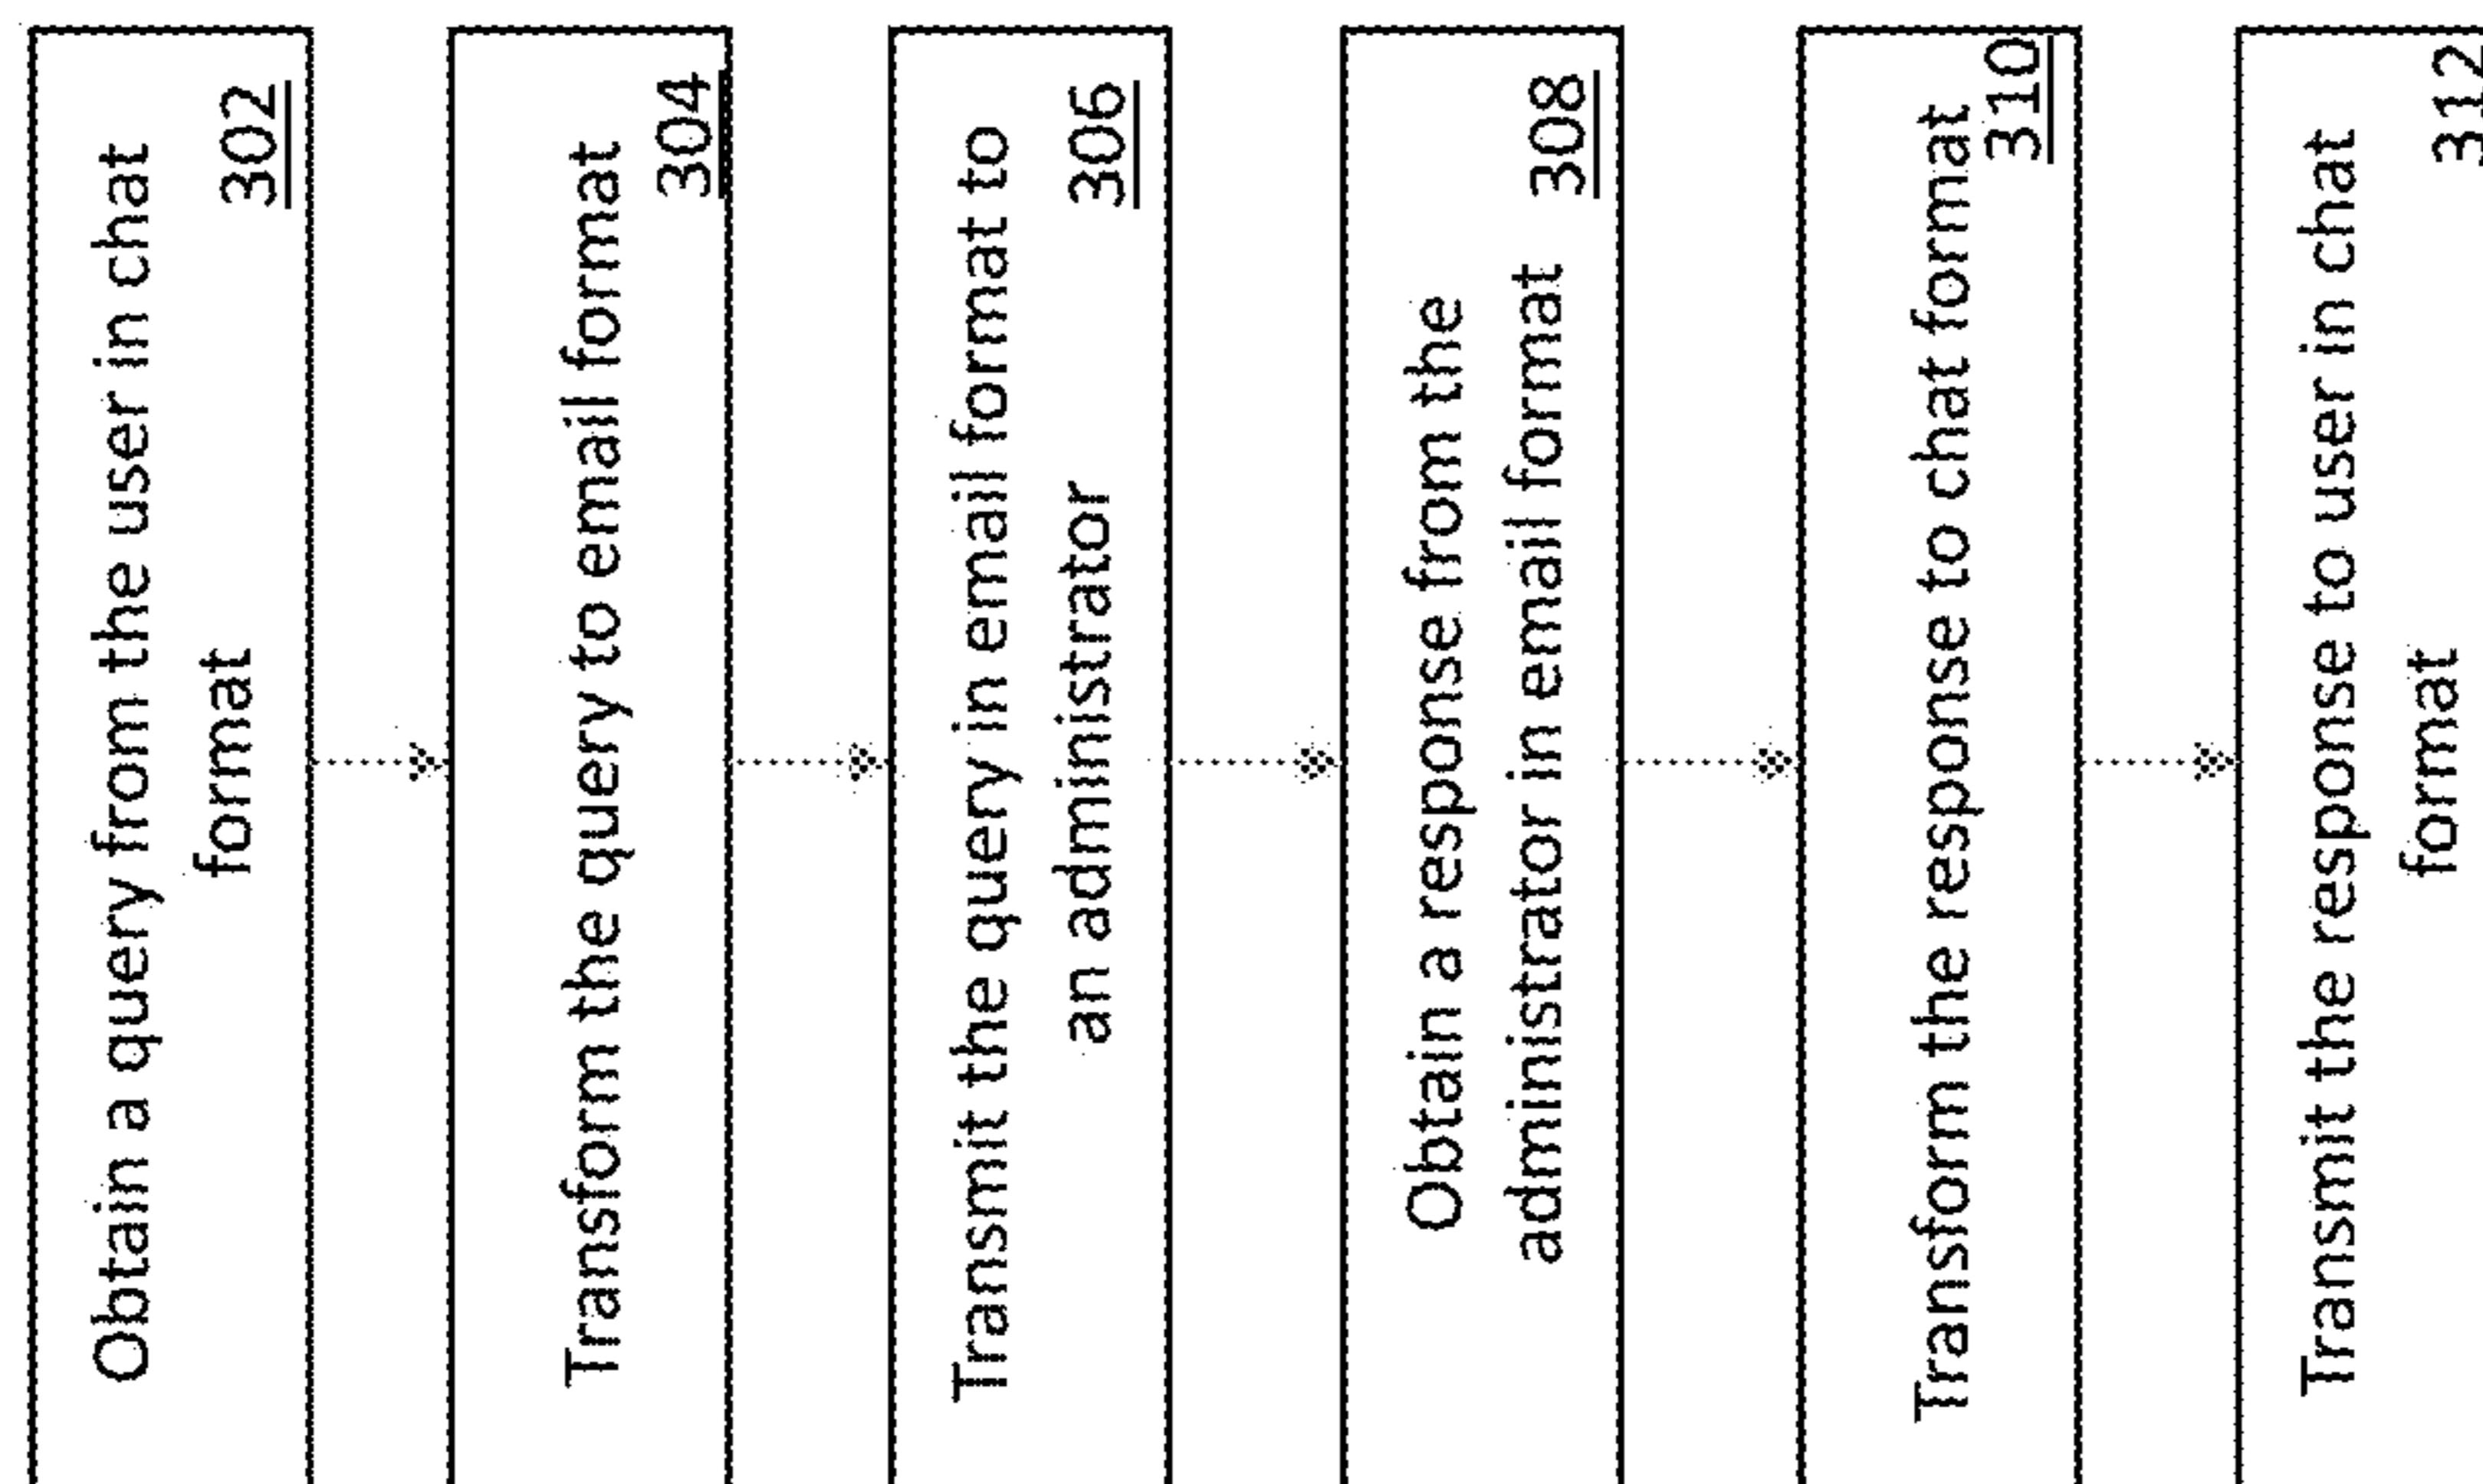 Obtain a query from the user in chat
format
302
Transform the query to email format
304
Transmit the query in email format to
an administrator
306
Obtain a response from the
administrator in email format
308
Transform the response to chat format
310
Transmit the response to user in chat
format
312